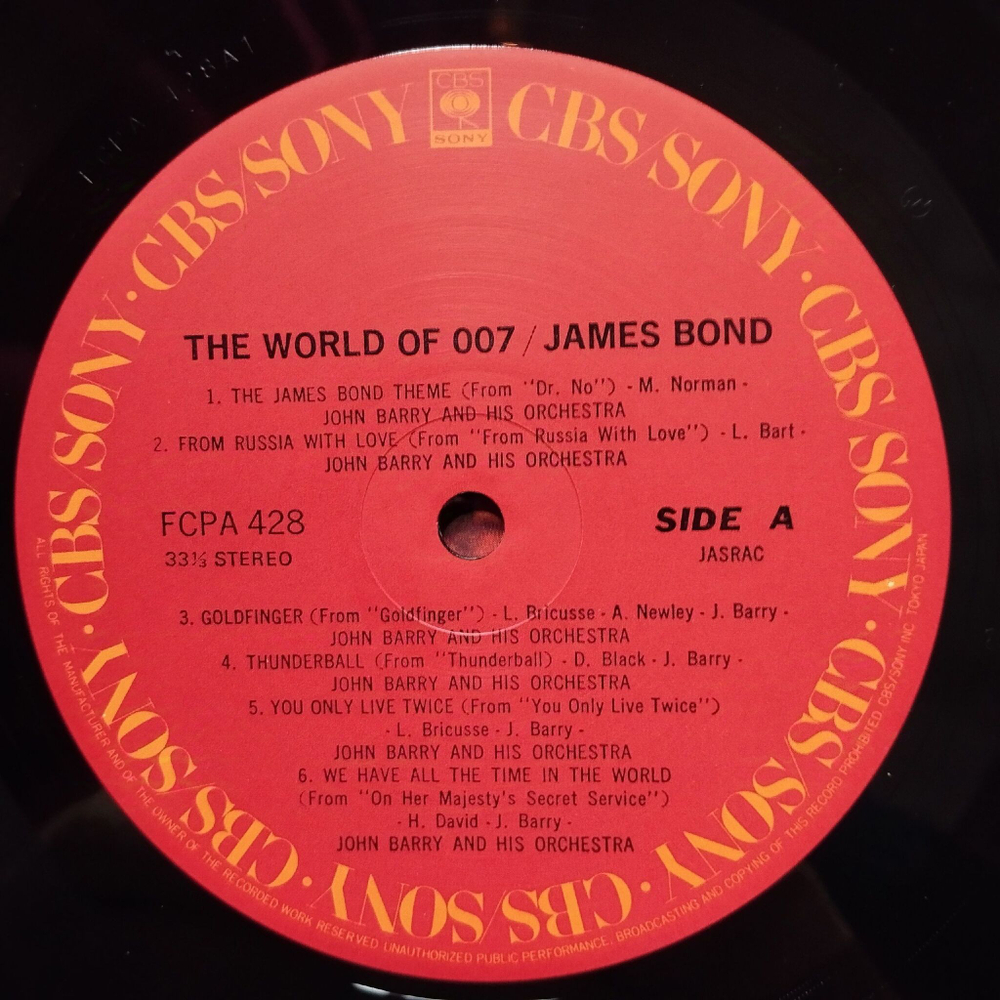 CBS
SONY
CBS/SONY · CBS/SONY · CBS/SONY · CBS/SONY · CBS/SONY · CBS/SONY · CBS/SONY · CBS/SONY · CBS/SONY
THE WORLD OF 007 / JAMES BOND
1. THE JAMES BOND THEME (From "Dr. No") - M. Norman -
JOHN BARRY AND HIS ORCHESTRA
2. FROM RUSSIA WITH LOVE (From "From Russia With Love") - L. Bart -
JOHN BARRY AND HIS ORCHESTRA
FCPA 428
33⅓ STEREO
SIDE A
JASRAC
3. GOLDFINGER (From "Goldfinger") - L. Bricusse - A. Newley - J. Barry -
JOHN BARRY AND HIS ORCHESTRA
4. THUNDERBALL (From "Thunderball) - D. Black - J. Barry -
JOHN BARRY AND HIS ORCHESTRA
5. YOU ONLY LIVE TWICE (From "You Only Live Twice")
- L. Bricusse - J. Barry -
JOHN BARRY AND HIS ORCHESTRA
6. WE HAVE ALL THE TIME IN THE WORLD
(From "On Her Majesty's Secret Service")
- H. David - J. Barry -
JOHN BARRY AND HIS ORCHESTRA
ALL RIGHTS OF THE MANUFACTURER AND OF THE OWNER OF THE RECORDED WORK RESERVED UNAUTHORIZED PUBLIC PERFORMANCE, BROADCASTING AND COPYING OF THIS RECORD PROHIBITED CBS/SONY INC TOKYO JAPAN